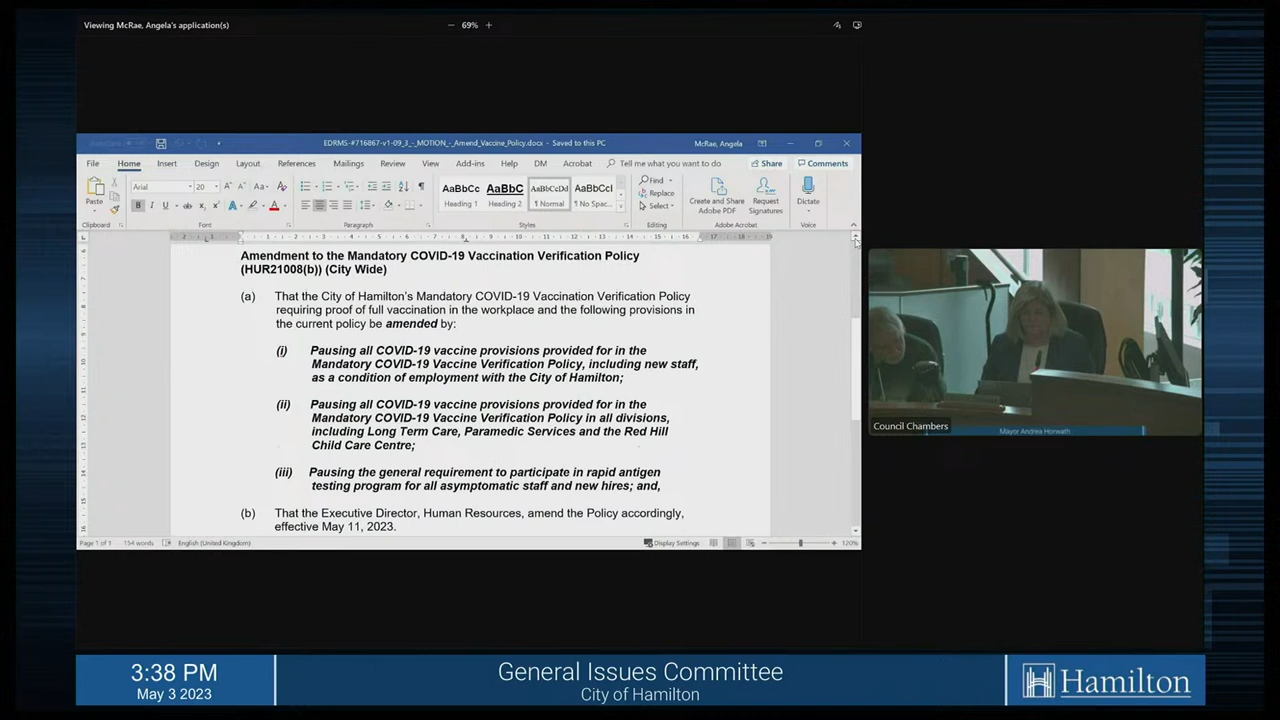 Viewing McRae, Angela's application(s)
69%
EDRMS-#716867-v1-09_3_-_MOTION_-_Amend_Vaccine_Policy.docx - Saved to this PC
McRae, Angela
File Home Insert Design Layout References Mailings Review View Add-ins Help DM Acrobat Tell me what you want to do Share Comments
Arial 20
Paste
AaBbCc AaBbC AaBbCcDd AaBbCcI
Heading 1 Heading 2 ¶ Normal ¶ No Spac...
Find
Replace
Select
Create and Share Adobe PDF
Request Signatures
Dictate
Clipboard Font Paragraph Styles Editing Adobe Acrobat Voice
Amendment to the Mandatory COVID-19 Vaccination Verification Policy
(HUR21008(b)) (City Wide)
(a) That the City of Hamilton's Mandatory COVID-19 Vaccination Verification Policy
requiring proof of full vaccination in the workplace and the following provisions in
the current policy be amended by:
(i) Pausing all COVID-19 vaccine provisions provided for in the
Mandatory COVID-19 Vaccine Verification Policy, including new staff,
as a condition of employment with the City of Hamilton;
(ii) Pausing all COVID-19 vaccine provisions provided for in the
Mandatory COVID-19 Vaccine Verification Policy in all divisions,
including Long Term Care, Paramedic Services and the Red Hill
Child Care Centre;
(iii) Pausing the general requirement to participate in rapid antigen
testing program for all asymptomatic staff and new hires; and,
(b) That the Executive Director, Human Resources, amend the Policy accordingly,
effective May 11, 2023.
Page 1 of 1 154 words English (United Kingdom) Display Settings 120%
Council Chambers
Mayor Andrea Horwath
3:38 PM
May 3 2023
General Issues Committee
City of Hamilton
Hamilton